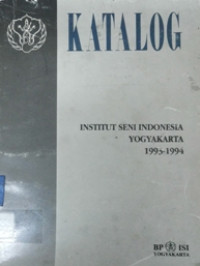 KATALOG
INSTITUT SENI INDONESIA
YOGYAKARTA
1993-1994
BP ISI
YOGYAKARTA